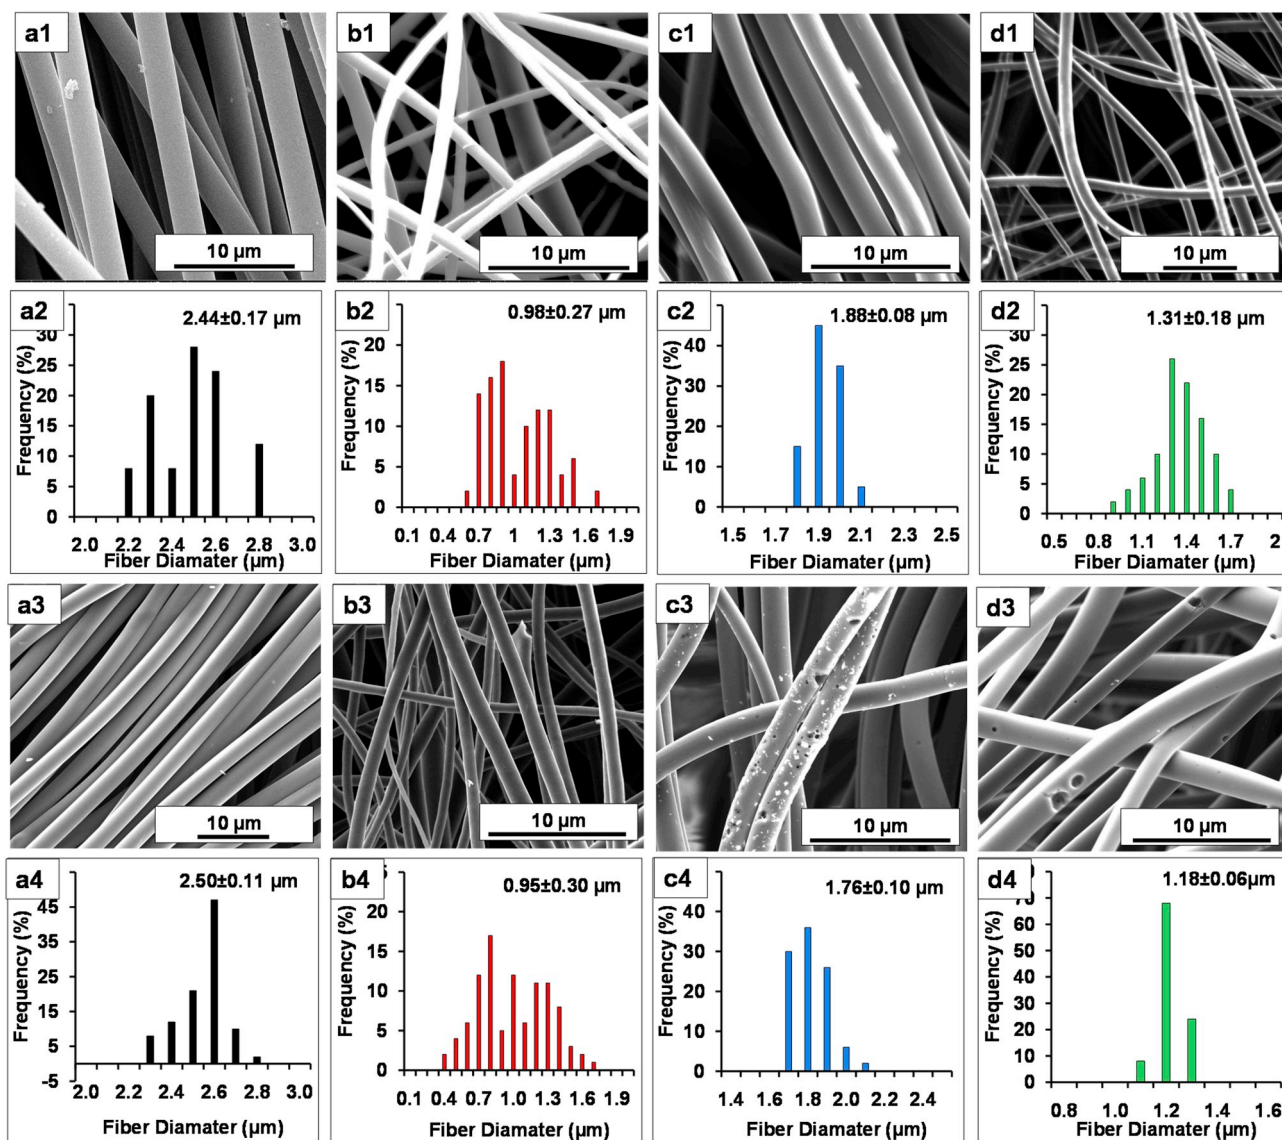 a1
10 µm
b1
10 µm
c1
10 µm
d1
10 µm
a2
2.44±0.17 µm
Frequency (%)
30
25
20
15
10
5
0
2.0 2.2 2.4 2.6 2.8 3.0
Fiber Diamater (µm)
b2
0.98±0.27 µm
Frequency (%)
20
15
10
5
0
0.1 0.4 0.7 1 1.3 1.6 1.9
Fiber Diamater (µm)
c2
1.88±0.08 µm
Frequency (%)
40
30
20
10
0
1.5 1.7 1.9 2.1 2.3 2.5
Fiber Diamater (µm)
d2
1.31±0.18 µm
Frequency (%)
30
25
20
15
10
5
0
0.5 0.8 1.1 1.4 1.7
Fiber Diamater (µm)
a3
10 µm
b3
10 µm
c3
10 µm
d3
10 µm
a4
2.50±0.11 µm
Frequency (%)
45
35
25
15
5
-5
2.0 2.2 2.4 2.6 2.8 3.0
Fiber Diamater (µm)
b4
0.95±0.30 µm
Frequency (%)
20
15
10
5
0
0.1 0.4 0.7 1.0 1.3 1.6 1.9
Fiber Diamater (µm)
c4
1.76±0.10 µm
Frequency (%)
40
30
20
10
0
1.4 1.6 1.8 2.0 2.2 2.4
Fiber Diamater (µm)
d4
1.18±0.06µm
Frequency (%)
70
60
50
40
30
20
10
0
0.8 1.0 1.2 1.4 1.6
Fiber Diamater (µm)